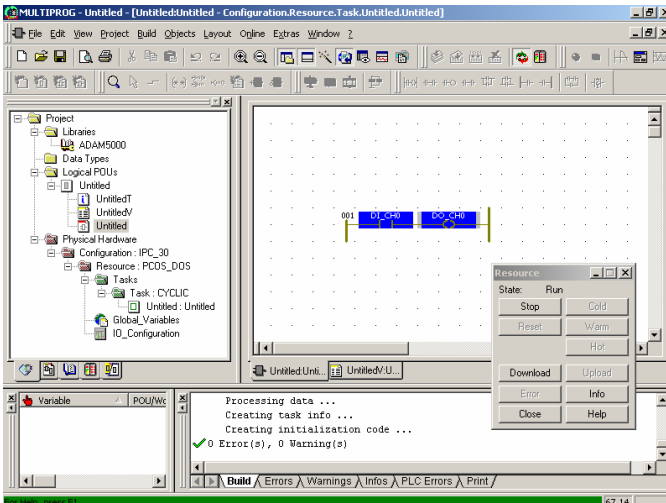 MULTIPROG - Untitled - [Untitled:Untitled - Configuration.Resource.Task.Untitled.Untitled]
File Edit View Project Build Objects Layout Online Extras Window ?
Project
Libraries
ADAM5000
Data Types
Logical POUs
Untitled
UntitledT
UntitledV
Untitled
Physical Hardware
Configuration : IPC_30
Resource : PCOS_DOS
Tasks
Task : CYCLIC
Untitled : Untitled
Global_Variables
IO_Configuration
001 DI_CH0 DO_CH0
Resource
State: Run
Stop Cold
Reset Warm
Hot
Download Upload
Error Info
Close Help
Untitled:Unti... UntitledV:U...
Variable POU/Wo
Processing data ...
Creating task info ...
Creating initialization code ...
0 Error(s), 0 Warning(s)
Build Errors Warnings Infos PLC Errors Print
For Help, press F1
67,14